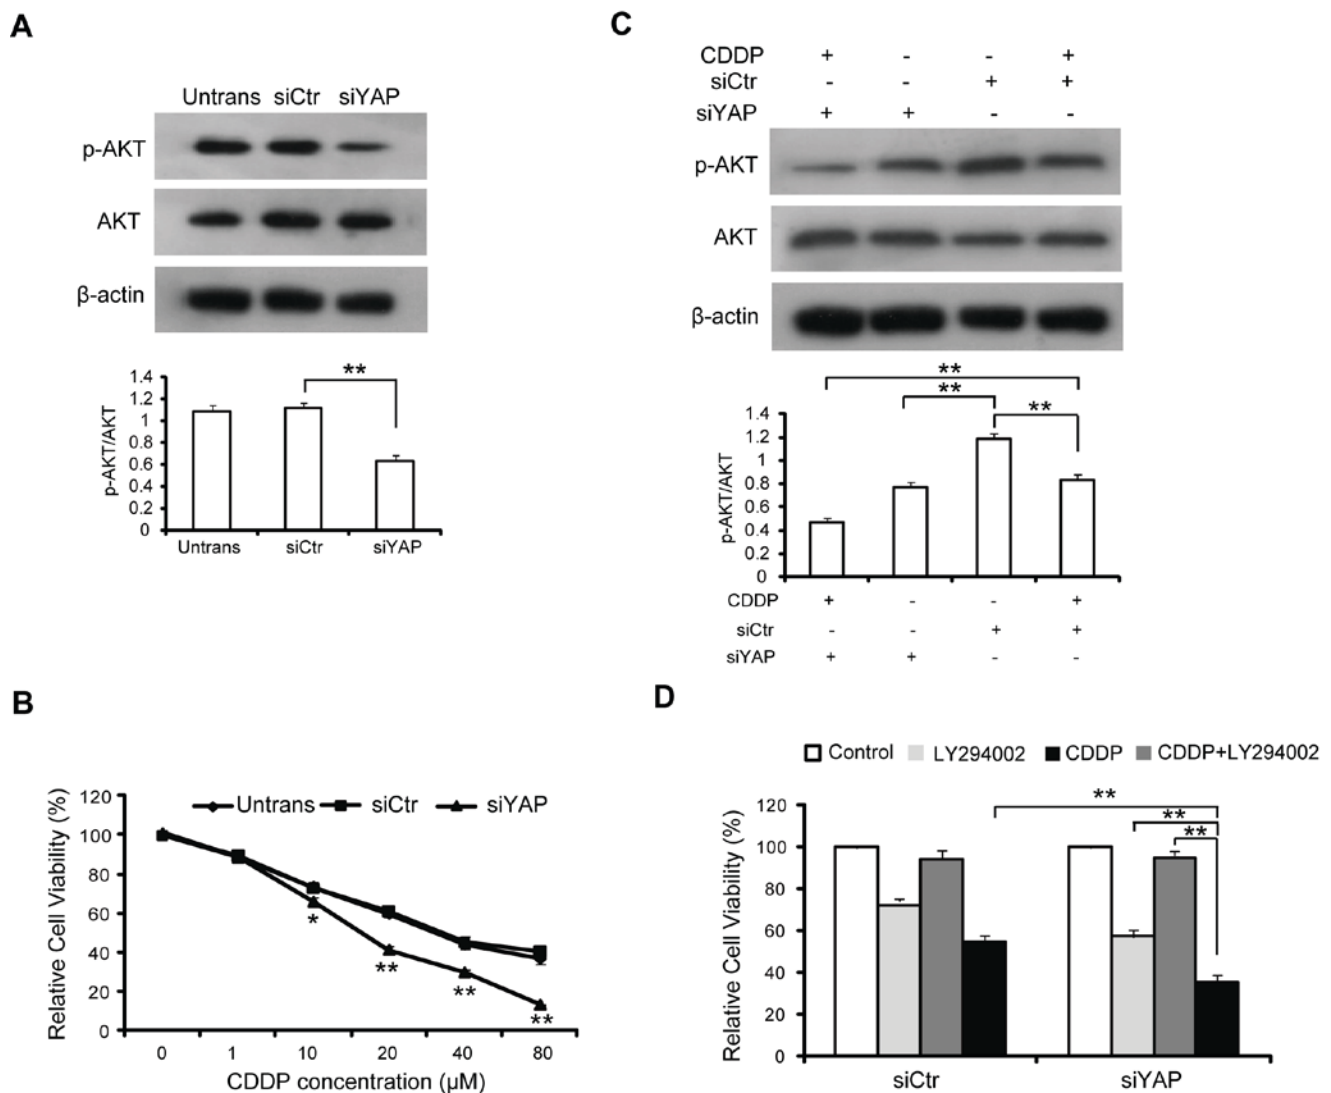 A
Untrans siCtr siYAP
p-AKT
AKT
β-actin
**
p-AKT/AKT
1.4
1.2
1
0.8
0.6
0.4
0.2
0
Untrans siCtr siYAP
B
Untrans siCtr siYAP
Relative Cell Viability (%)
120
100
80
60
40
20
0
*
**
**
**
0 1 10 20 40 80
CDDP concentration (μM)
C
CDDP + - - +
siCtr - - + +
siYAP + + - -
p-AKT
AKT
β-actin
**
**
**
p-AKT/AKT
1.4
1.2
1
0.8
0.6
0.4
0.2
0
CDDP + - - +
siCtr - - + +
siYAP + + - -
D
Control LY294002 CDDP CDDP+LY294002
Relative Cell Viability (%)
120
100
80
60
40
20
0
**
**
**
siCtr siYAP